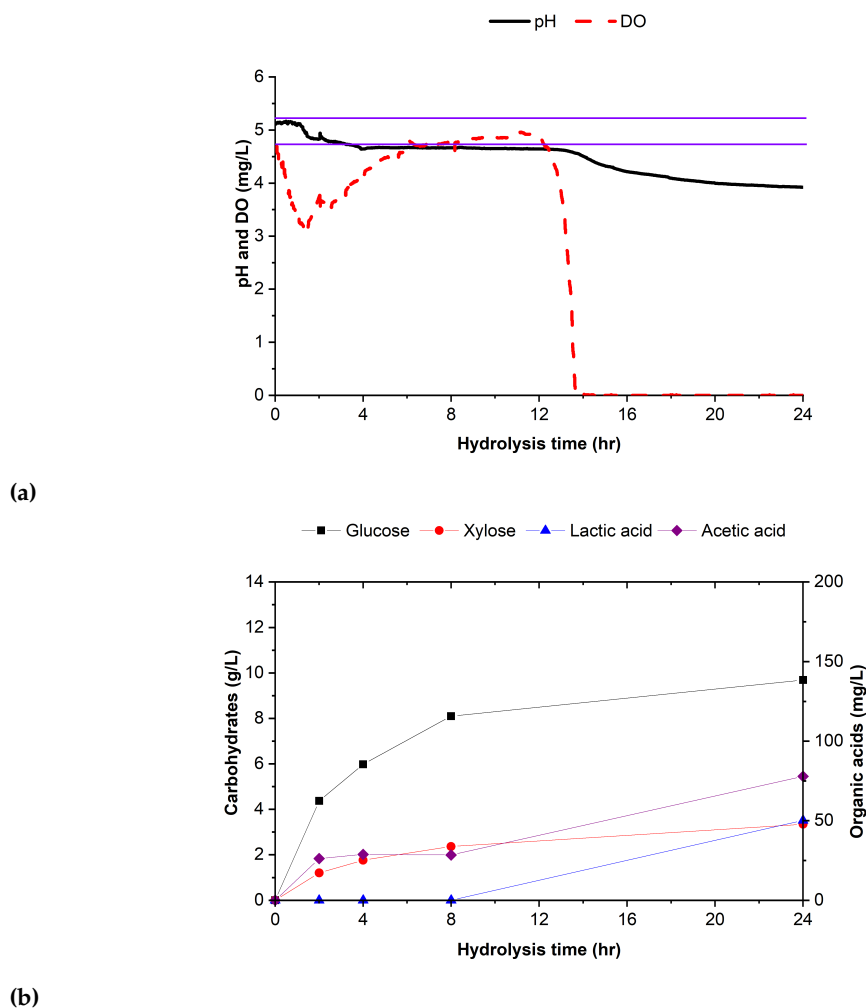 pH DO
pH and DO (mg/L)
6
5
4
3
2
1
0
0 4 8 12 16 20 24
Hydrolysis time (hr)
(a)
Glucose Xylose Lactic acid Acetic acid
Carbohydrates (g/L)
14
12
10
8
6
4
2
0
200
150
100
50
0
Organic acids (mg/L)
0 4 8 12 16 20 24
Hydrolysis time (hr)
(b)